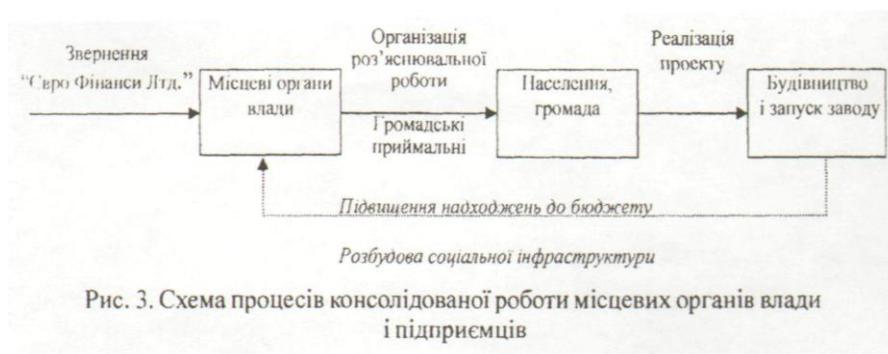 Звернення
“Євро Фінанси Лтд.”
Місцеві органи
влади
Організація
роз’яснювальної
роботи
Громадські
приймальні
Населення,
громада
Реалізація
проекту
Будівництво
і запуск заводу
Підвищення надходжень до бюджету
Розбудова соціальної інфраструктури
Рис. 3. Схема процесів консолідованої роботи місцевих органів влади
і підприємців